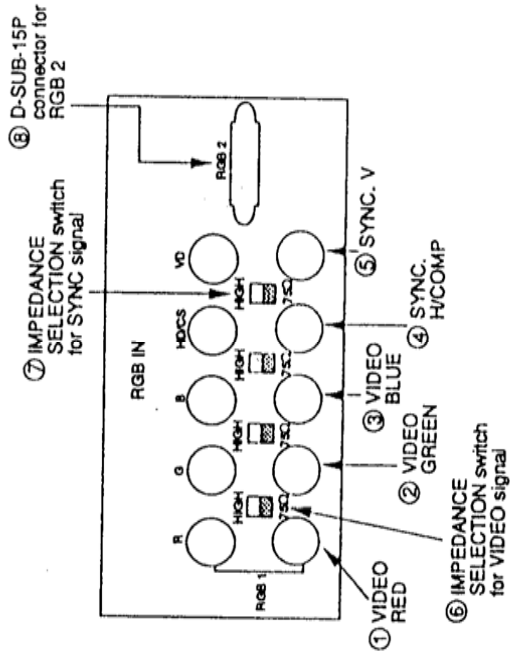 ⑧ D-SUB-15P
connector for
RGB 2
⑦ IMPEDANCE
SELECTION switch
for SYNC signal
RGB IN
RGB 2
R
G
B
HD/CS
VD
HIGH
HIGH
HIGH
HIGH
75Ω
75Ω
75Ω
75Ω
RGB 1
① VIDEO
RED
② VIDEO
GREEN
③ VIDEO
BLUE
④ SYNC.
H/COMP
⑤ SYNC. V
⑥ IMPEDANCE
SELECTION switch
for VIDEO signal